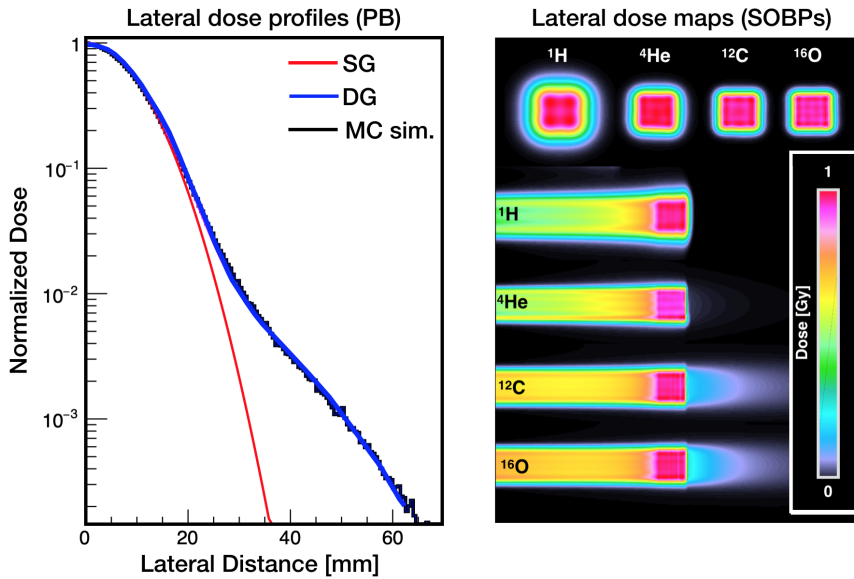 Lateral dose profiles (PB)
Normalized Dose
1
10⁻¹
10⁻²
10⁻³
SG
DG
MC sim.
0 20 40 60
Lateral Distance [mm]
Lateral dose maps (SOBPs)
¹H ⁴He ¹²C ¹⁶O
¹H
⁴He
¹²C
¹⁶O
1
Dose [Gy]
0